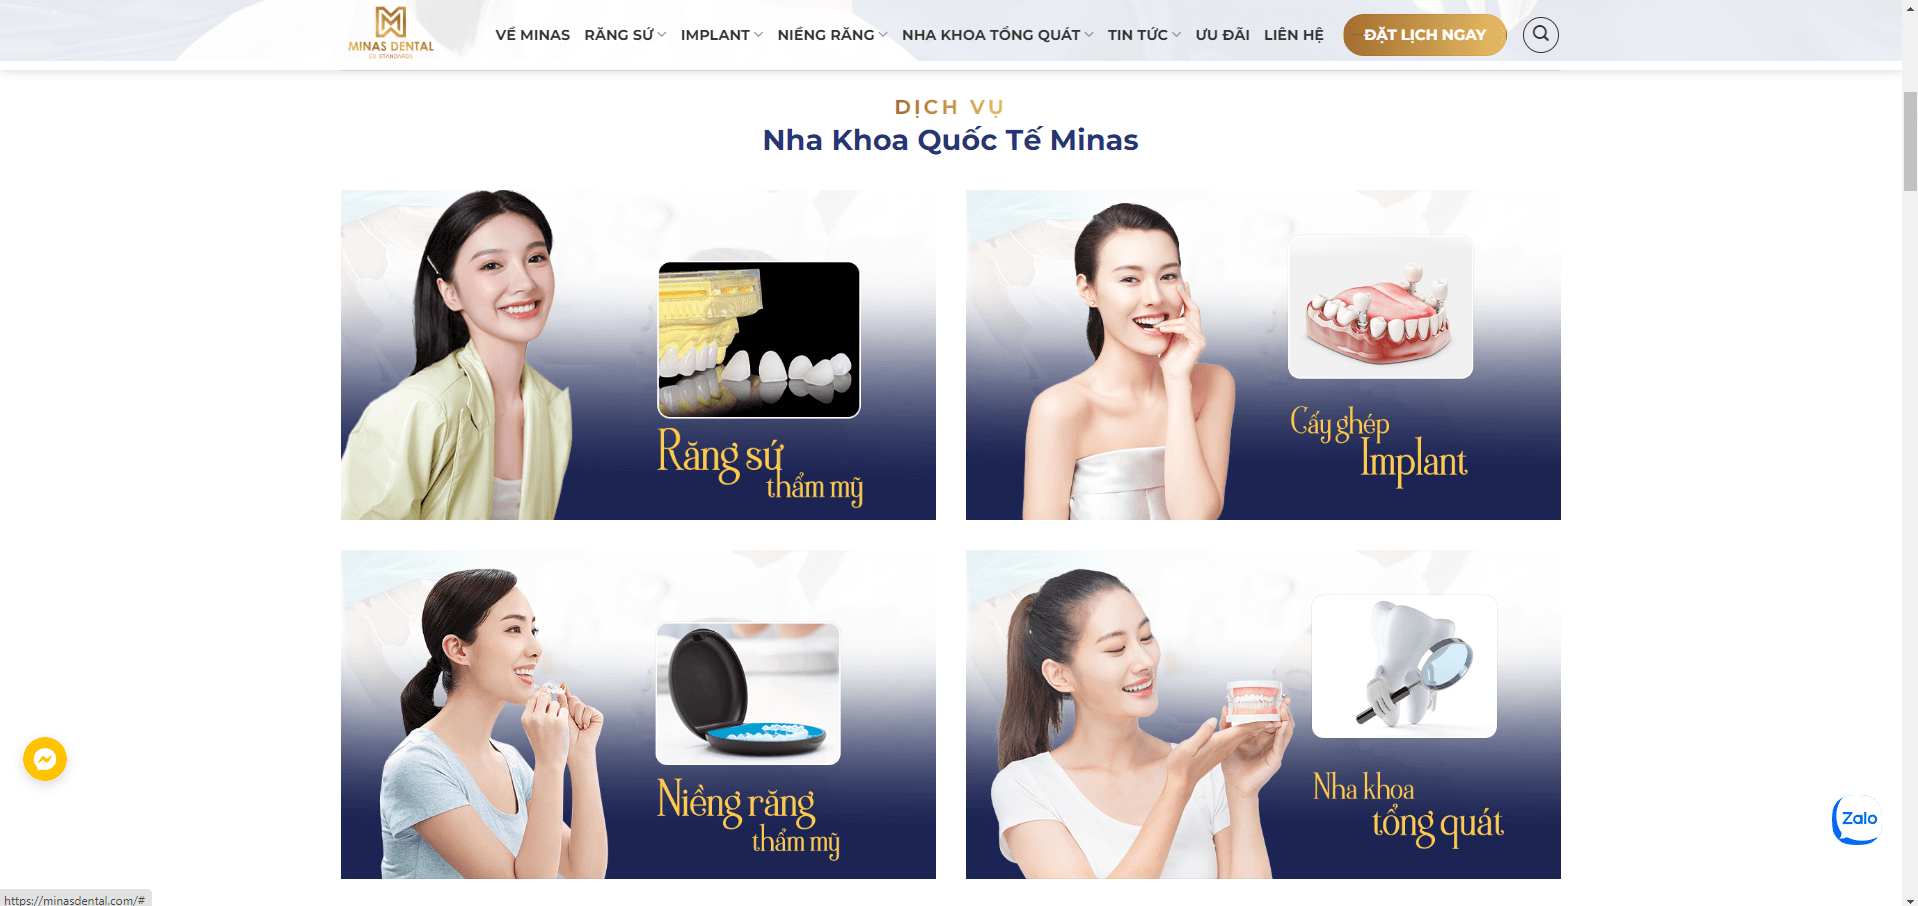 MINAS DENTAL
EU STANDARDS
VỀ MINAS RĂNG SỨ IMPLANT NIỀNG RĂNG NHA KHOA TỔNG QUÁT TIN TỨC ƯU ĐÃI LIÊN HỆ ĐẶT LỊCH NGAY
DỊCH VỤ
Nha Khoa Quốc Tế Minas
Răng sứ
thẩm mỹ
Cấy ghép
Implant
Niềng răng
thẩm mỹ
Nha khoa
tổng quát
Zalo
https://minasdental.com/#